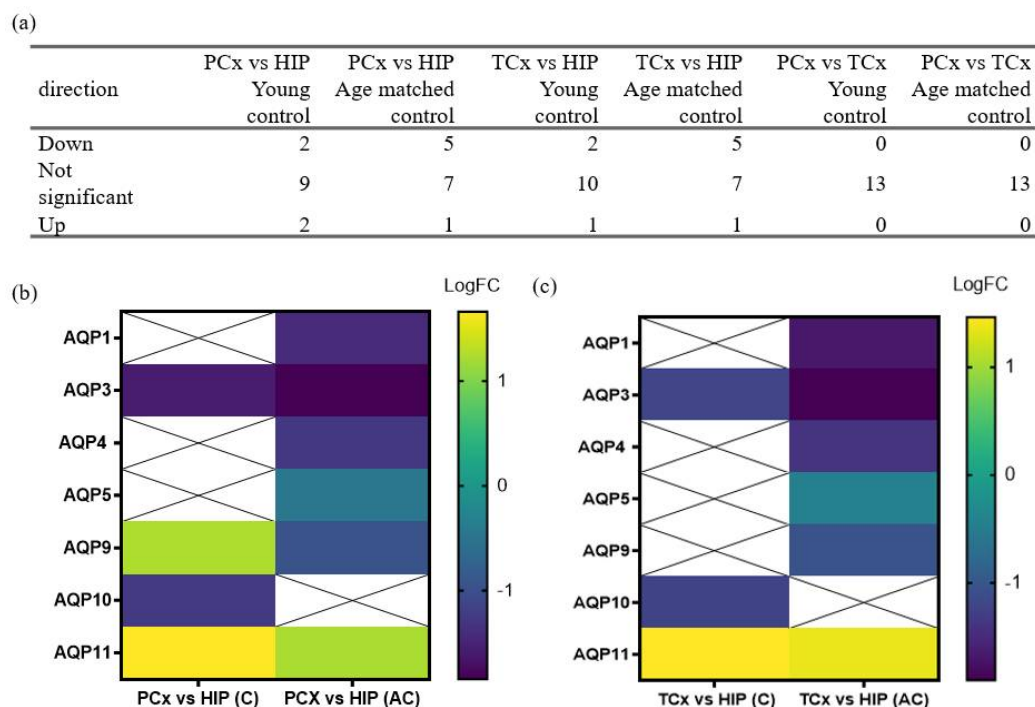 (a)
direction PCx vs HIP Young control PCx vs HIP Age matched control TCx vs HIP Young control TCx vs HIP Age matched control PCx vs TCx Young control PCx vs TCx Age matched control
Down 2 5 2 5 0 0
Not significant 9 7 10 7 13 13
Up 2 1 1 1 0 0
(b)
LogFC
AQP1
AQP3
AQP4
AQP5
AQP9
AQP10
AQP11
1
0
-1
PCx vs HIP (C) PCX vs HIP (AC)
(c)
LogFC
AQP1
AQP3
AQP4
AQP5
AQP9
AQP10
AQP11
1
0
-1
TCx vs HIP (C) TCx vs HIP (AC)